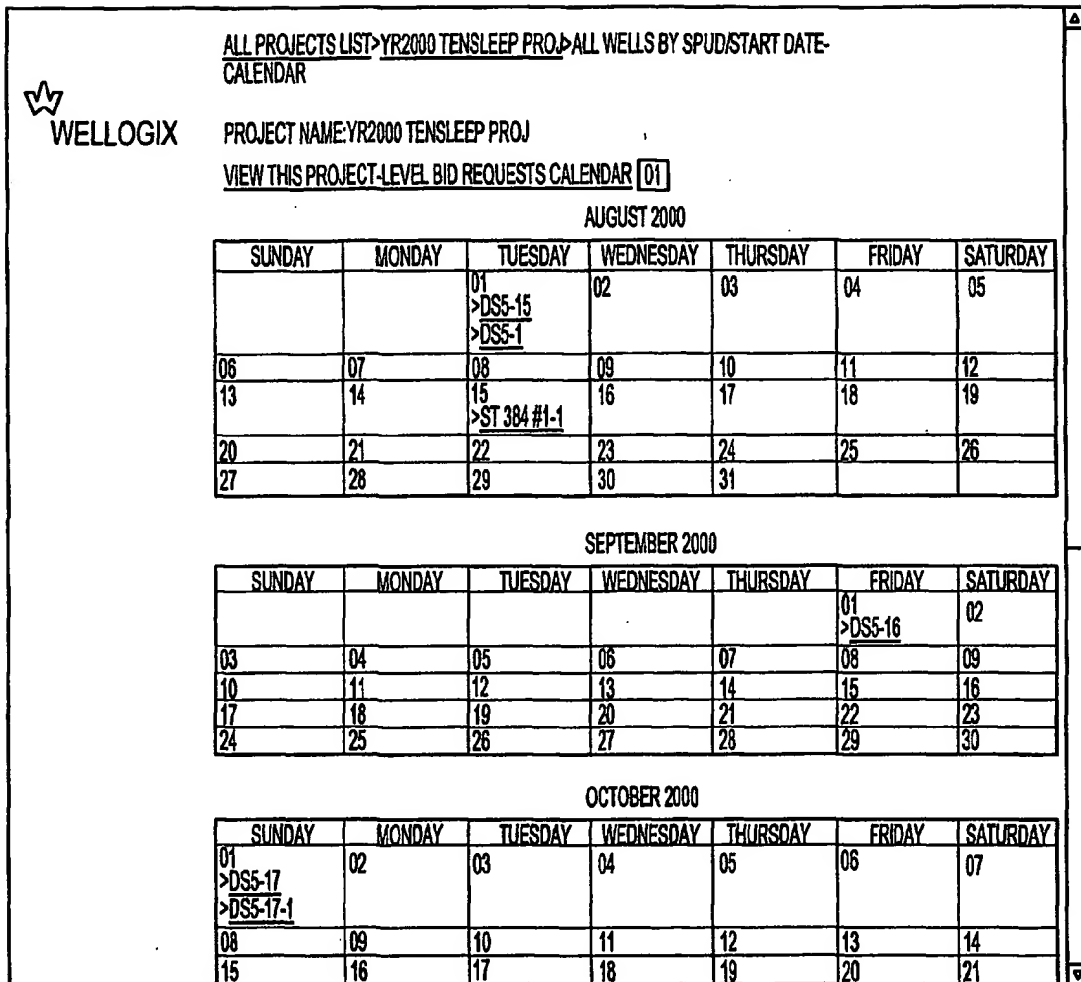 ALL PROJECTS LIST>YR2000 TENSLEEP PROJ>ALL WELLS BY SPUD/START DATE-
CALENDAR
WELLOGIX
PROJECT NAME:YR2000 TENSLEEP PROJ
VIEW THIS PROJECT-LEVEL BID REQUESTS CALENDAR 01
AUGUST 2000
SUNDAY MONDAY TUESDAY WEDNESDAY THURSDAY FRIDAY SATURDAY
01 02 03 04 05
>DS5-15
>DS5-1
06 07 08 09 10 11 12
13 14 15 16 17 18 19
>ST 384 #1-1
20 21 22 23 24 25 26
27 28 29 30 31
SEPTEMBER 2000
SUNDAY MONDAY TUESDAY WEDNESDAY THURSDAY FRIDAY SATURDAY
01 02
>DS5-16
03 04 05 06 07 08 09
10 11 12 13 14 15 16
17 18 19 20 21 22 23
24 25 26 27 28 29 30
OCTOBER 2000
SUNDAY MONDAY TUESDAY WEDNESDAY THURSDAY FRIDAY SATURDAY
01 02 03 04 05 06 07
>DS5-17
>DS5-17-1
08 09 10 11 12 13 14
15 16 17 18 19 20 21